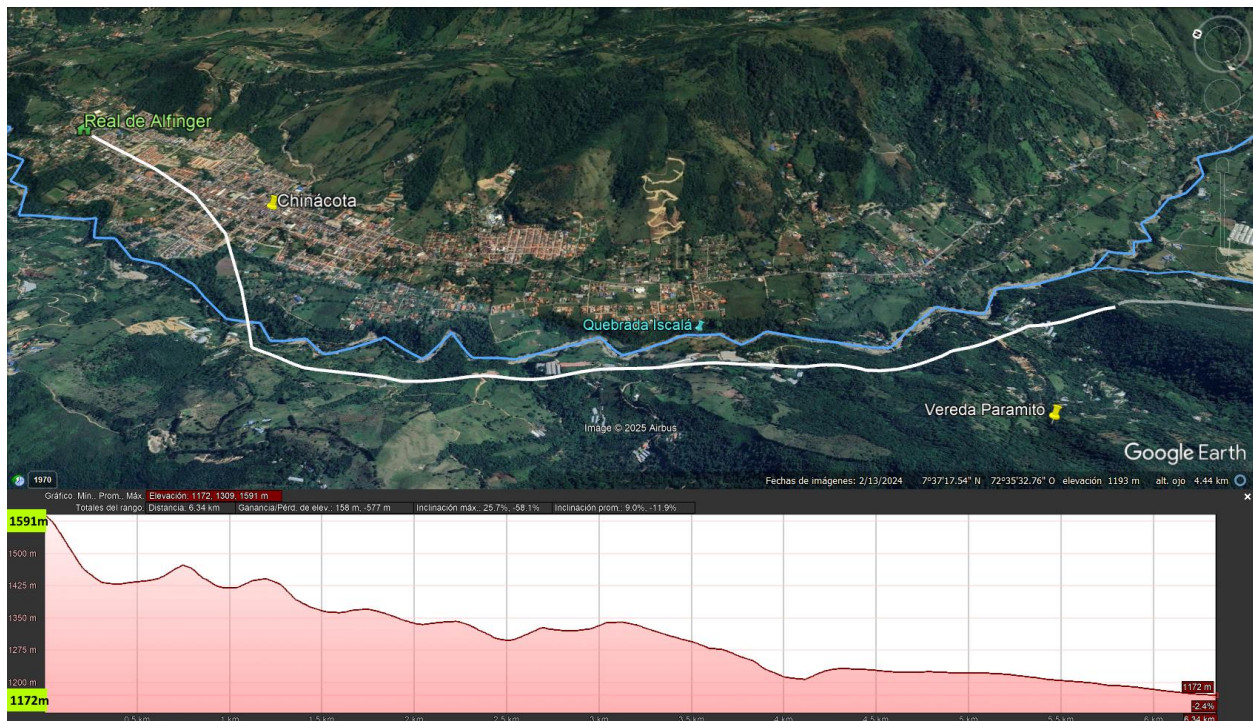 N
Real de Alfinger
Chinácota
Quebrada Iscalá
Vereda Paramito
Image © 2025 Airbus
Google Earth
1970
Fechas de imágenes: 2/13/2024 7°37'17.54" N 72°35'32.76" O elevación 1193 m alt. ojo 4.44 km
Gráfico: Mín., Prom., Máx. Elevación: 1172, 1309, 1591 m
Totales del rango: Distancia: 6.34 km Ganancia/Pérd. de elev.: 158 m, -577 m Inclinación máx.: 25.7%, -58.1% Inclinación prom.: 9.0%, -11.9%
1591m
1500 m
1425 m
1350 m
1275 m
1200 m
1172m
1172 m
-2.4%
0.5 km 1 km 1.5 km 2 km 2.5 km 3 km 3.5 km 4 km 4.5 km 5 km 5.5 km 6 km 6.34 km